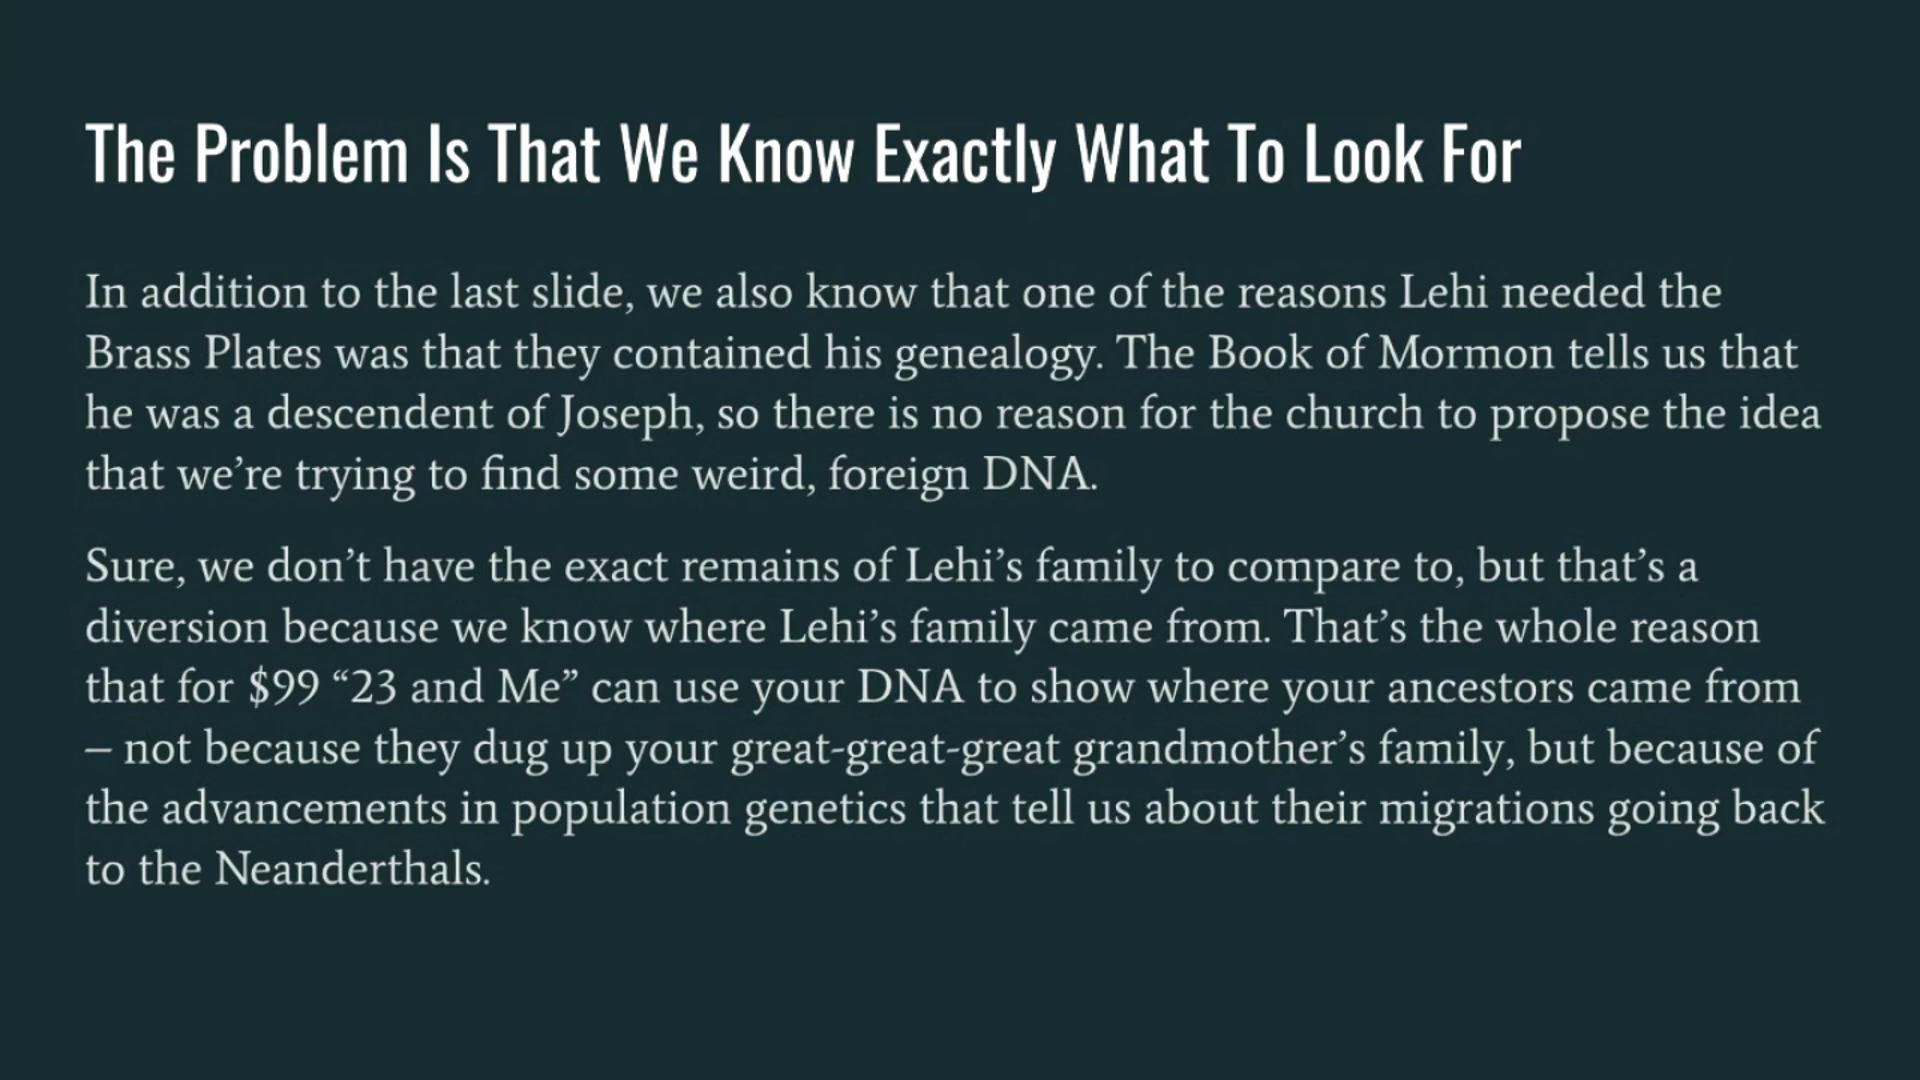 The Problem Is That We Know Exactly What To Look For
In addition to the last slide, we also know that one of the reasons Lehi needed the
Brass Plates was that they contained his genealogy. The Book of Mormon tells us that
he was a descendent of Joseph, so there is no reason for the church to propose the idea
that we’re trying to find some weird, foreign DNA.
Sure, we don’t have the exact remains of Lehi’s family to compare to, but that’s a
diversion because we know where Lehi’s family came from. That’s the whole reason
that for $99 “23 and Me” can use your DNA to show where your ancestors came from
– not because they dug up your great-great-great grandmother’s family, but because of
the advancements in population genetics that tell us about their migrations going back
to the Neanderthals.